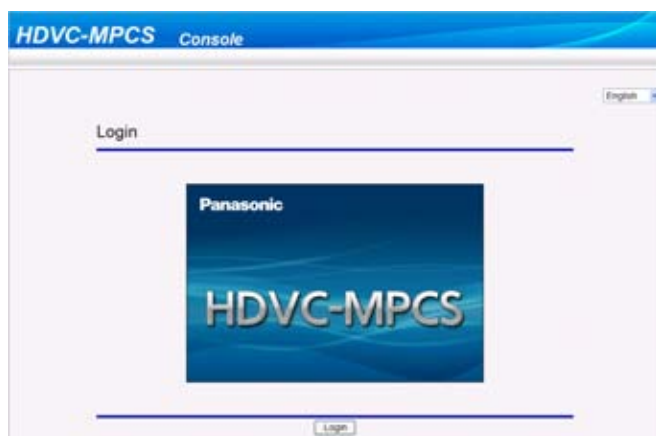 HDVC-MPCS Console
English
Login
Panasonic
HDVC-MPCS
Login